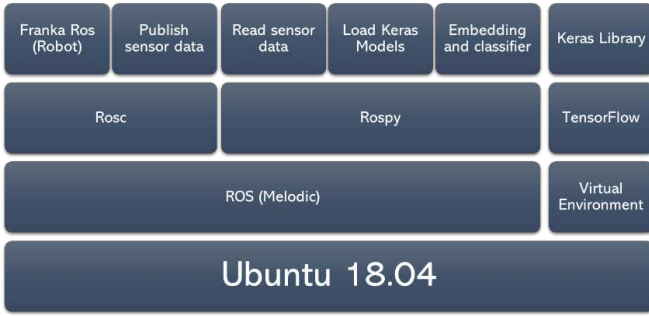 Franka Ros
(Robot)
Publish
sensor data
Read sensor
data
Load Keras
Models
Embedding
and classifier
Keras Library
Rosc
Rospy
TensorFlow
ROS (Melodic)
Virtual
Environment
Ubuntu 18.04